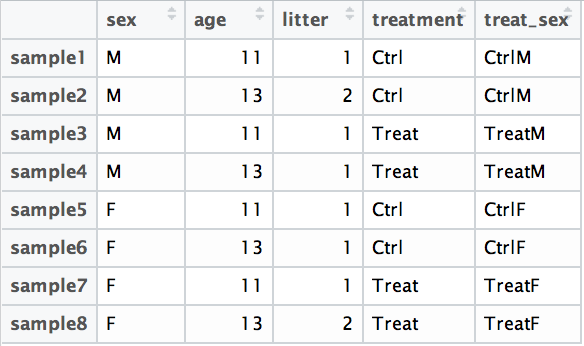 sex age litter treatment treat_sex
sample1 M 11 1 Ctrl CtrlM
sample2 M 13 2 Ctrl CtrlM
sample3 M 11 1 Treat TreatM
sample4 M 13 1 Treat TreatM
sample5 F 11 1 Ctrl CtrlF
sample6 F 13 1 Ctrl CtrlF
sample7 F 11 1 Treat TreatF
sample8 F 13 2 Treat TreatF